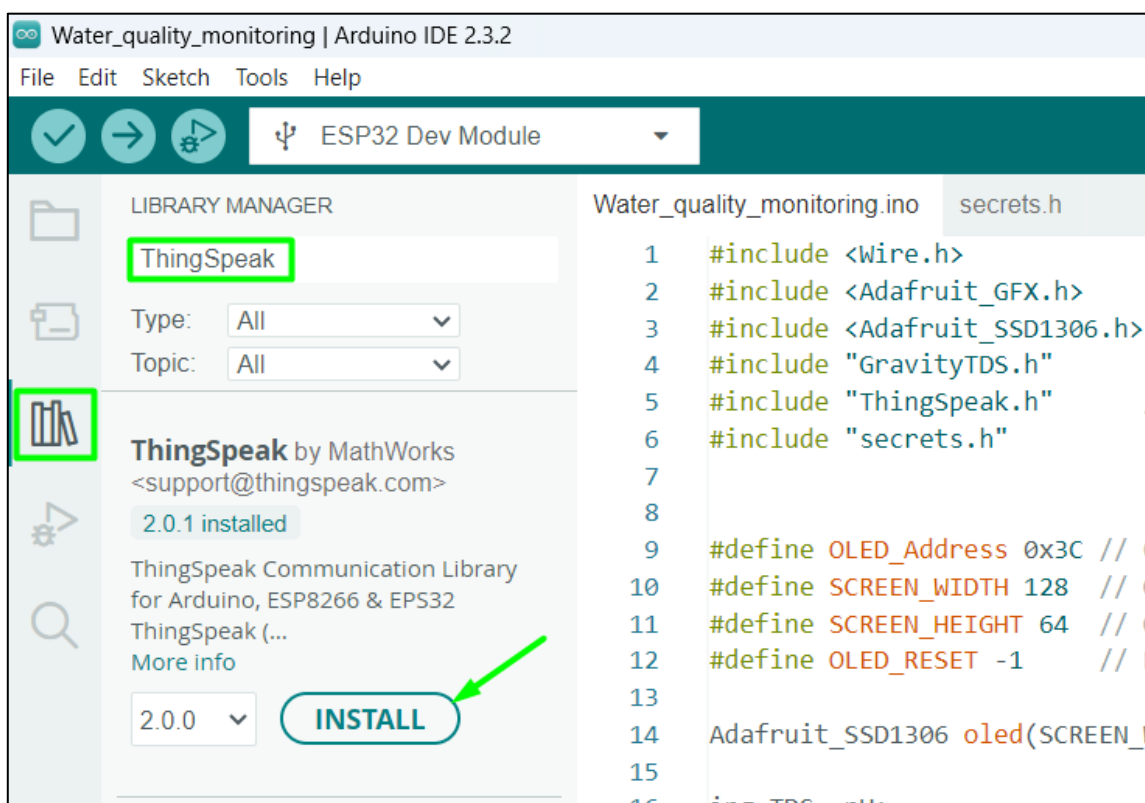 Water_quality_monitoring | Arduino IDE 2.3.2
File Edit Sketch Tools Help
ESP32 Dev Module
LIBRARY MANAGER
ThingSpeak
Type: All
Topic: All
ThingSpeak by MathWorks
<support@thingspeak.com>
2.0.1 installed
ThingSpeak Communication Library
for Arduino, ESP8266 & EPS32
ThingSpeak (...
More info
2.0.0 INSTALL
Water_quality_monitoring.ino secrets.h
1 #include <Wire.h>
2 #include <Adafruit_GFX.h>
3 #include <Adafruit_SSD1306.h>
4 #include "GravityTDS.h"
5 #include "ThingSpeak.h"
6 #include "secrets.h"
7
8
9 #define OLED_Address 0x3C //
10 #define SCREEN_WIDTH 128 //
11 #define SCREEN_HEIGHT 64 //
12 #define OLED_RESET -1 //
13
14 Adafruit_SSD1306 oled(SCREEN_
15